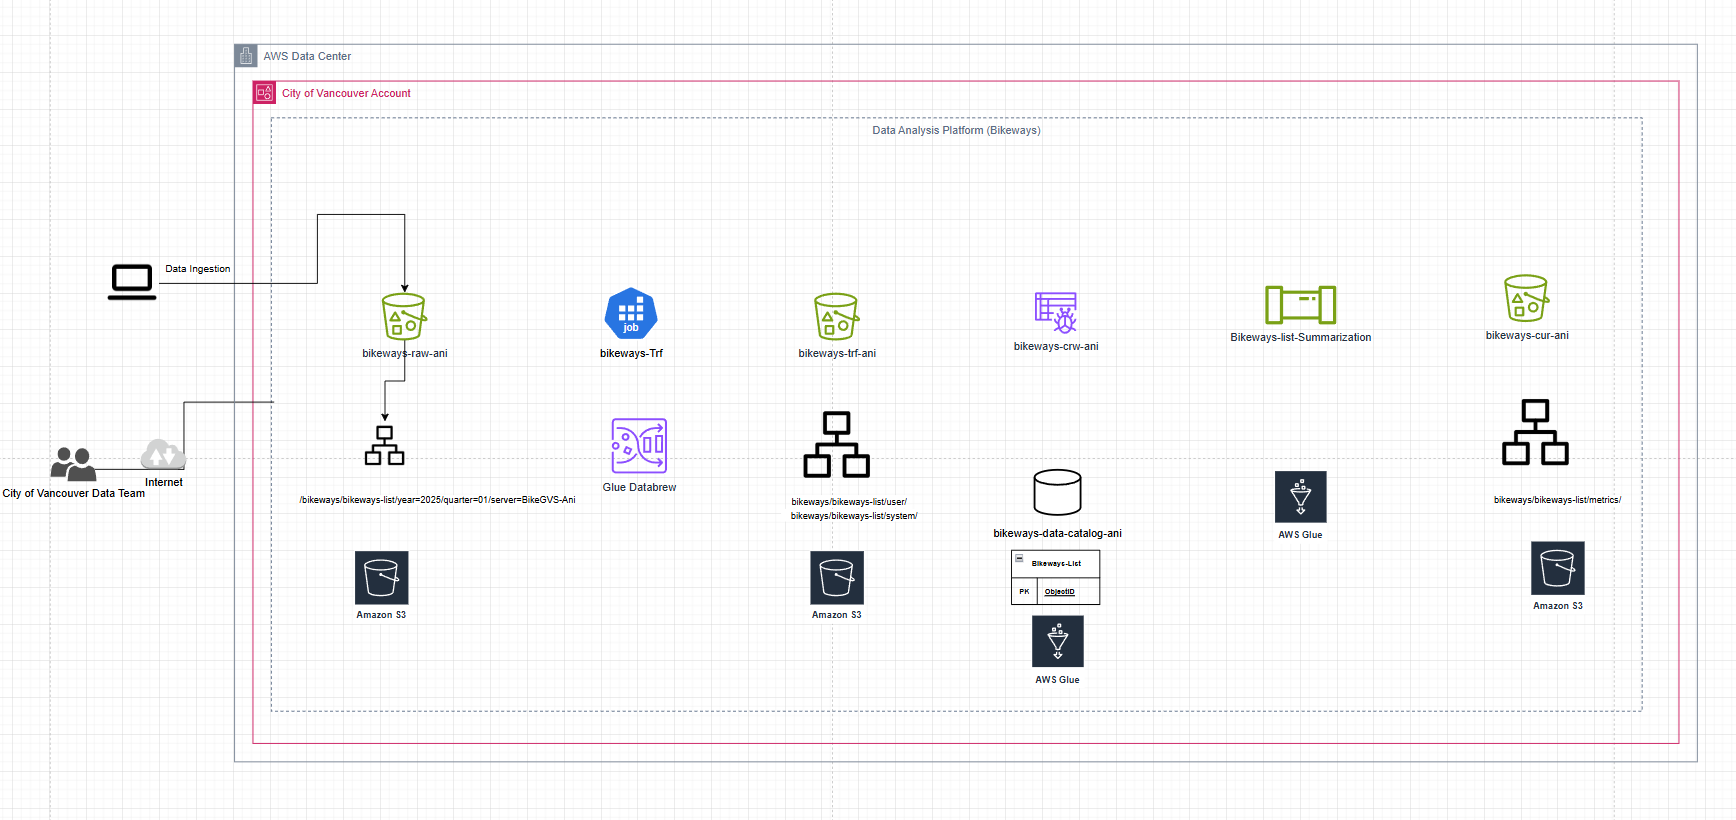 AWS Data Center
City of Vancouver Account
Data Analysis Platform (Bikeways)
Data Ingestion
bikeways-raw-ani
job
bikeways-Trf
bikeways-trf-ani
bikeways-crw-ani
Bikeways-list-Summarization
bikeways-cur-ani
Internet
City of Vancouver Data Team
/bikeways/bikeways-list/year=2025/quarter=01/server=BikeGVS-Ani
Glue Databrew
bikeways/bikeways-list/user/
bikeways/bikeways-list/system/
bikeways-data-catalog-ani
Bikeways-List
PK ObjectID
AWS Glue
AWS Glue
bikeways/bikeways-list/metrics/
Amazon S3
Amazon S3
Amazon S3